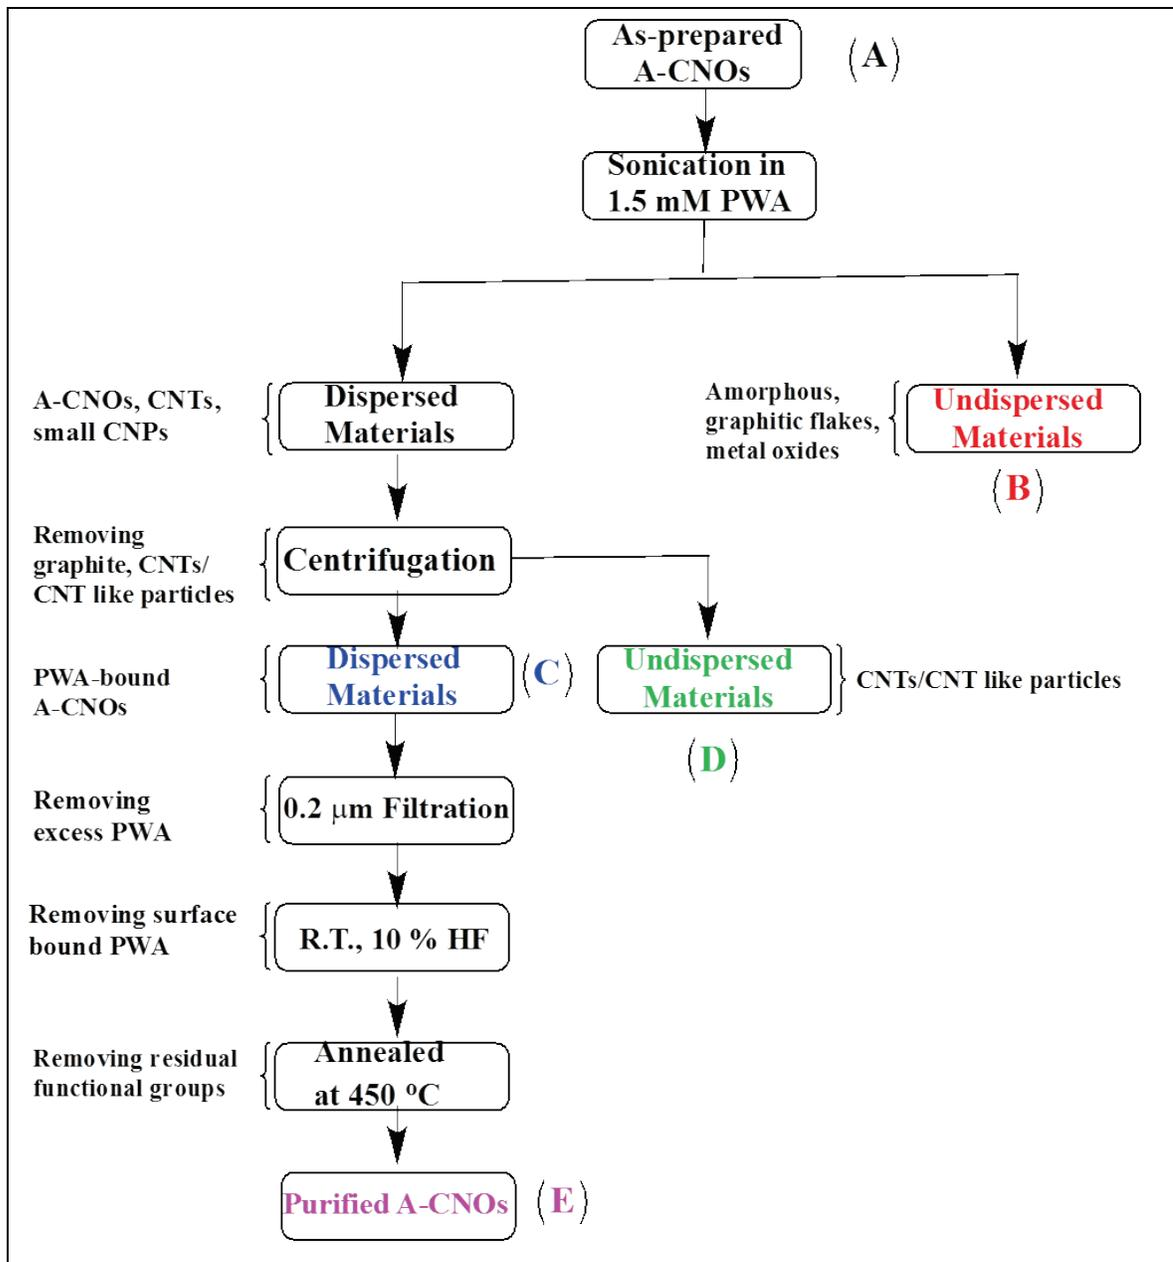 As-prepared
A-CNOs
(A)
Sonication in
1.5 mM PWA
A-CNOs, CNTs,
small CNPs
Dispersed
Materials
Amorphous,
graphitic flakes,
metal oxides
Undispersed
Materials
(B)
Removing
graphite, CNTs/
CNT like particles
Centrifugation
PWA-bound
A-CNOs
Dispersed
Materials
(C)
Undispersed
Materials
CNTs/CNT like particles
(D)
Removing
excess PWA
0.2 μm Filtration
Removing surface
bound PWA
R.T., 10 % HF
Removing residual
functional groups
Annealed
at 450 °C
Purified A-CNOs
(E)